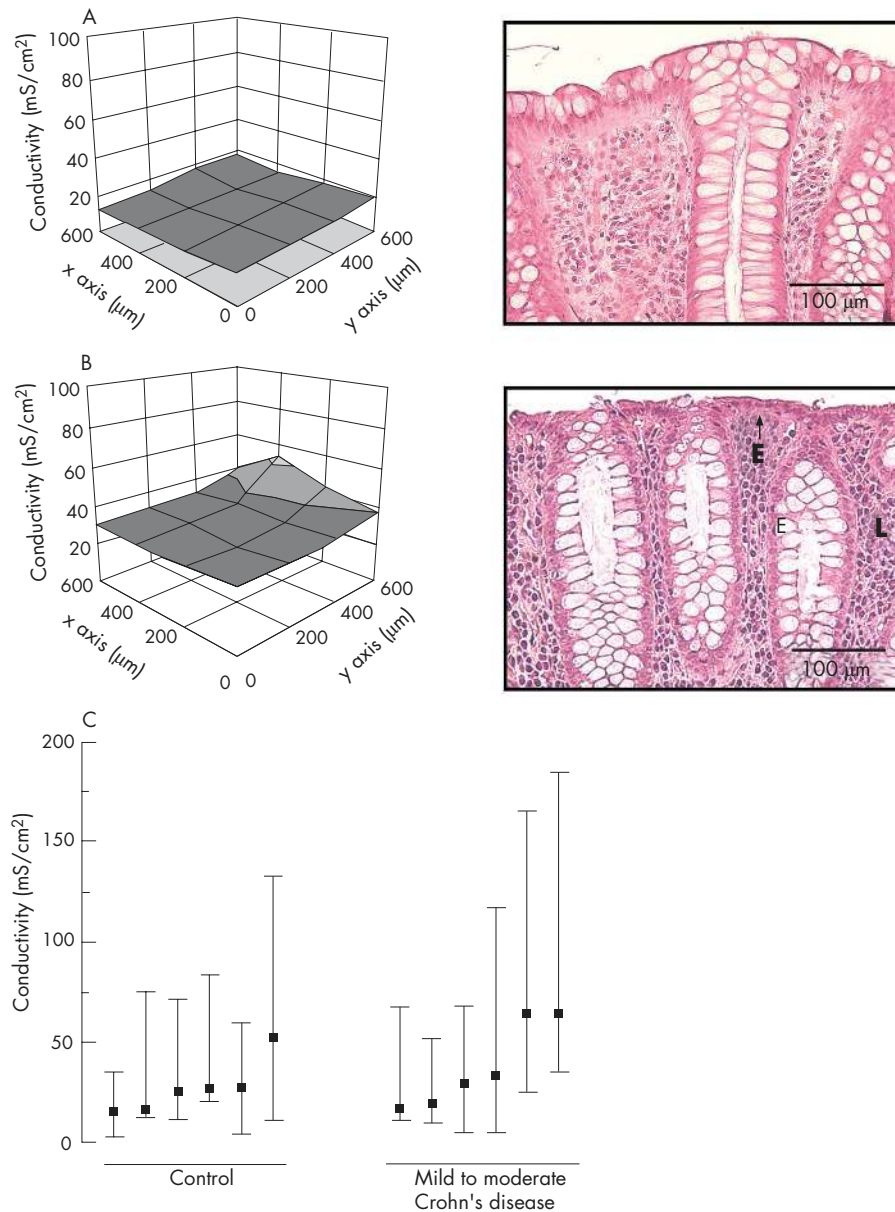 A
Conductivity (mS/cm2)
100
80
60
40
20
600
400
200
0
x axis (µm)
0
200
400
600
y axis (µm)
100 µm
B
Conductivity (mS/cm2)
100
80
60
40
20
600
400
200
0
x axis (µm)
0
200
400
600
y axis (µm)
E
E
L
100 µm
C
Conductivity (mS/cm2)
200
150
100
50
0
Control
Mild to moderate
Crohn's disease